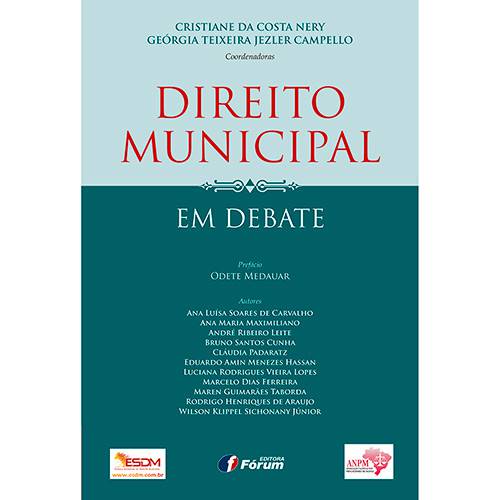 CRISTIANE DA COSTA NERY
GEÓRGIA TEIXEIRA JEZLER CAMPELLO
Coordenadoras
DIREITO
MUNICIPAL
EM DEBATE
Prefácio
ODETE MEDAUAR
Autores
ANA LUÍSA SOARES DE CARVALHO
ANA MARIA MAXIMILIANO
ANDRÉ RIBEIRO LEITE
BRUNO SANTOS CUNHA
CLÁUDIA PADARATZ
EDUARDO AMIN MENEZES HASSAN
LUCIANA RODRIGUES VIEIRA LOPES
MARCELO DIAS FERREIRA
MAREN GUIMARÃES TABORDA
RODRIGO HENRIQUES DE ARAUJO
WILSON KLIPPEL SICHONANY JÚNIOR
ESDM
www.esdm.com.br
EDITORA
Fórum
ANPM